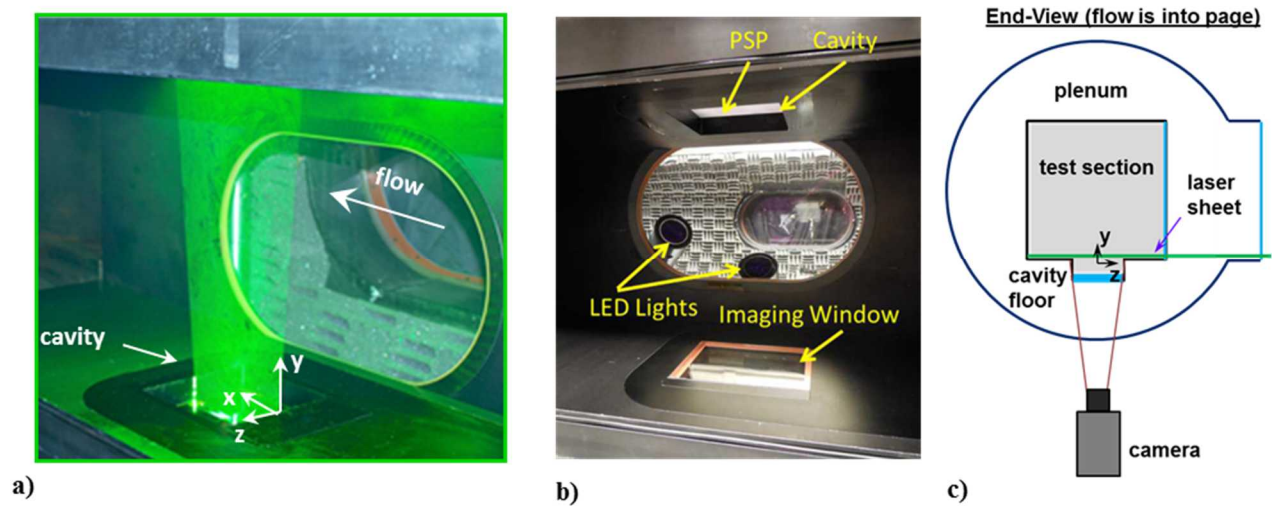 flow
cavity
y
x
z
a)
PSP Cavity
LED Lights
Imaging Window
b)
End-View (flow is into page)
plenum
test section
laser
sheet
y
z
cavity
floor
camera
c)